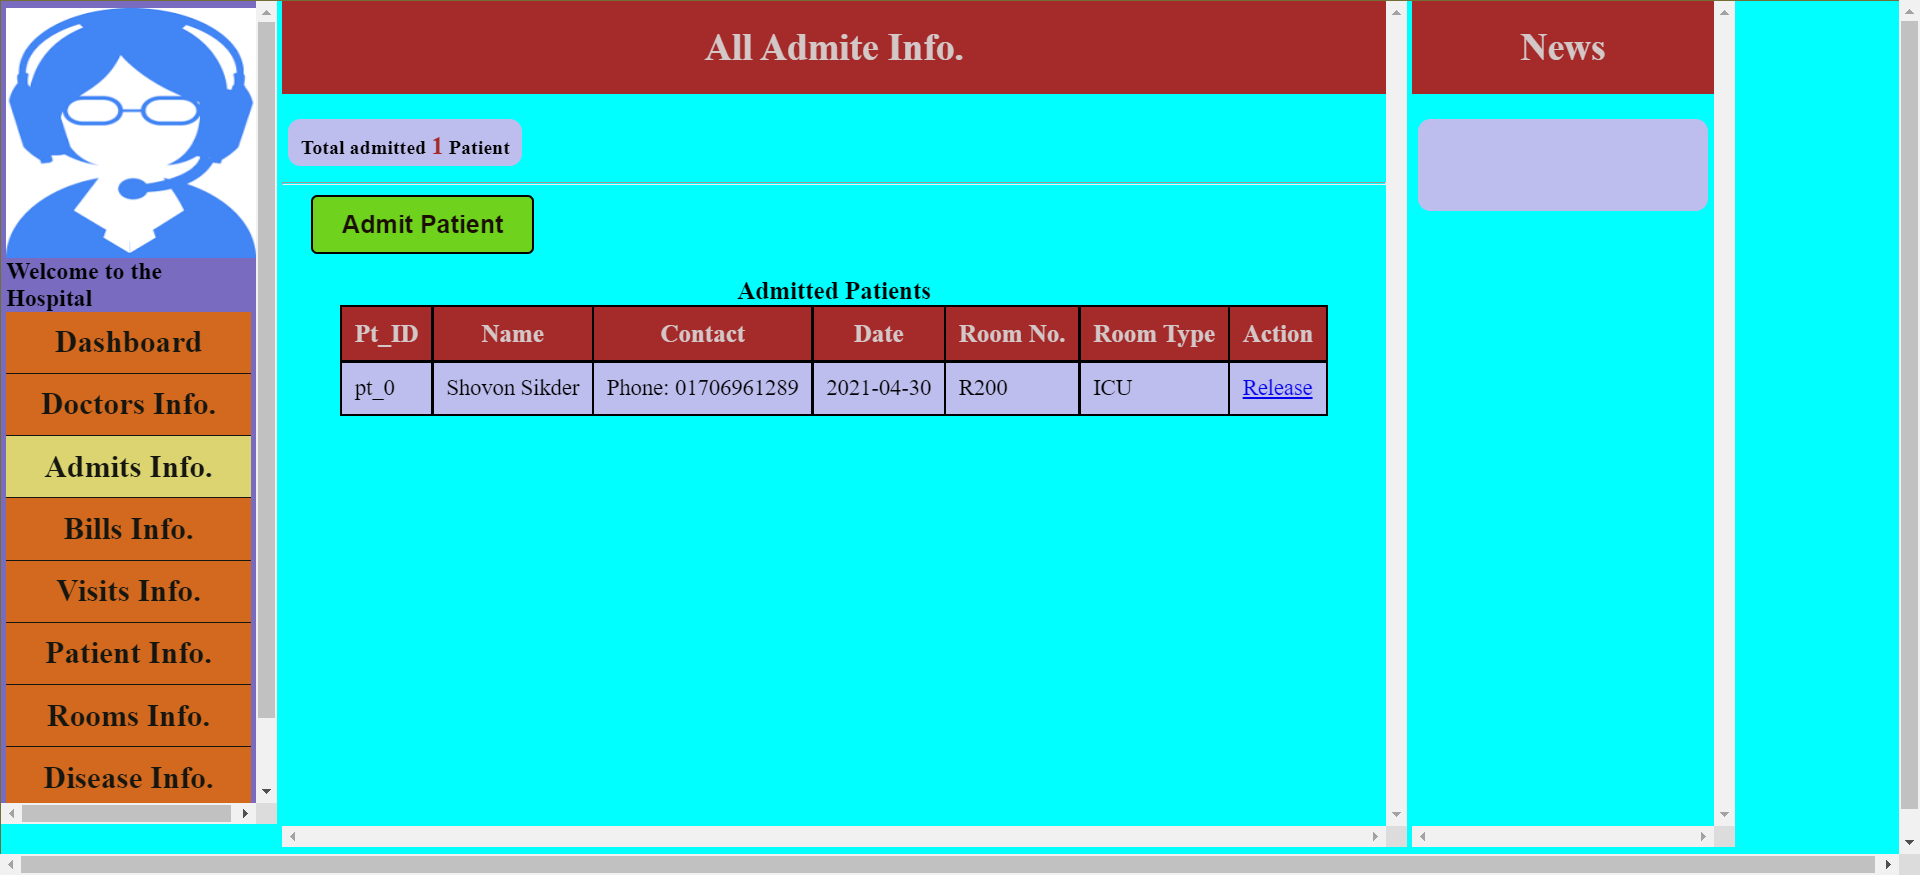 Welcome to the
Hospital
Dashboard
Doctors Info.
Admits Info.
Bills Info.
Visits Info.
Patient Info.
Rooms Info.
Disease Info.
All Admite Info.
Total admitted 1 Patient
Admit Patient
Admitted Patients
Pt_ID Name Contact Date Room No. Room Type Action
pt_0 Shovon Sikder Phone: 01706961289 2021-04-30 R200 ICU Release
News